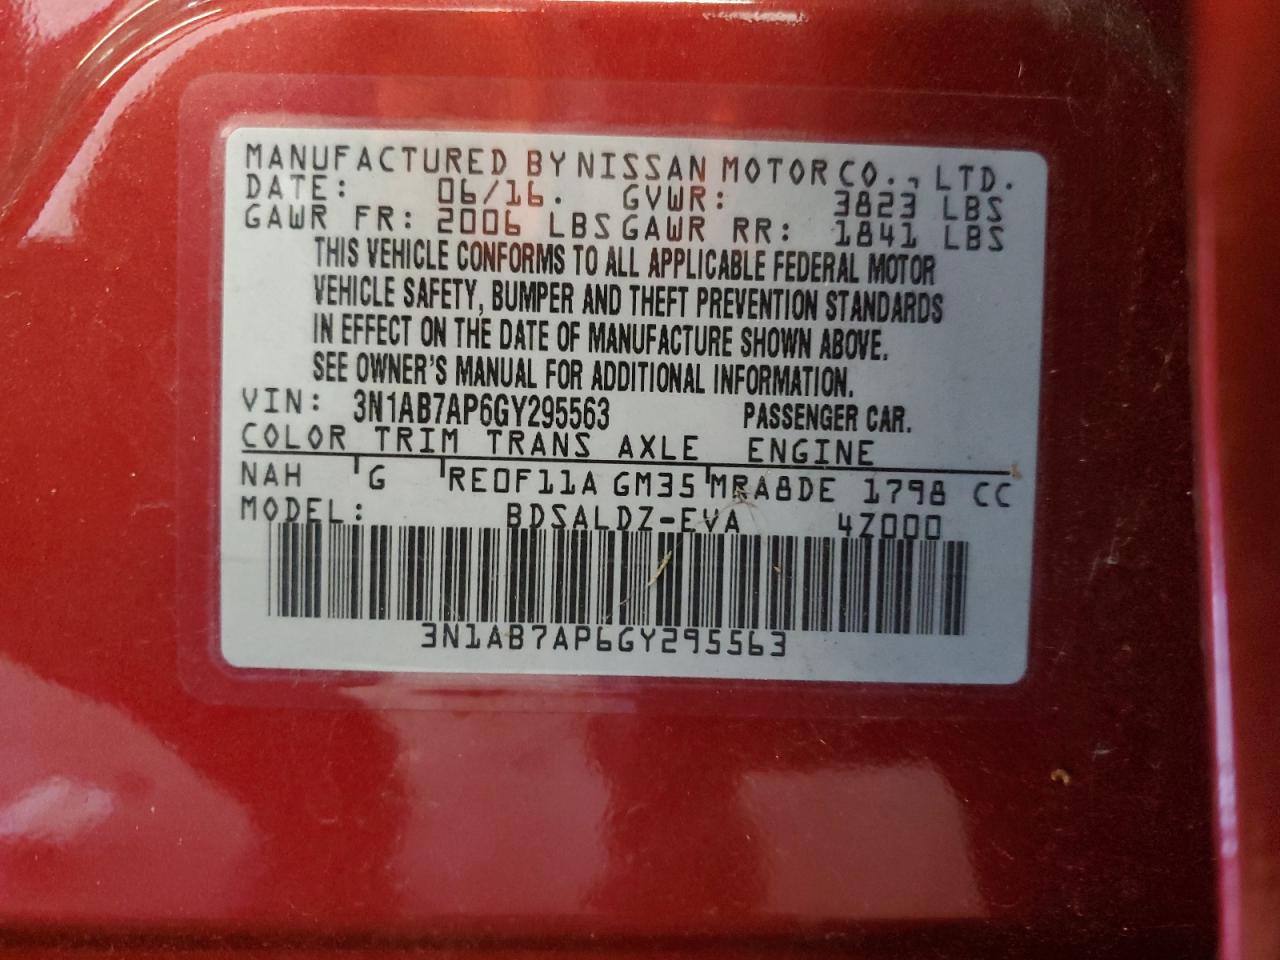 MANUFACTURED BY NISSAN MOTOR CO., LTD.
DATE: 06/16. GVWR: 3823 LBS
GAWR FR: 2006 LBS GAWR RR: 1841 LBS
THIS VEHICLE CONFORMS TO ALL APPLICABLE FEDERAL MOTOR
VEHICLE SAFETY, BUMPER AND THEFT PREVENTION STANDARDS
IN EFFECT ON THE DATE OF MANUFACTURE SHOWN ABOVE.
SEE OWNER'S MANUAL FOR ADDITIONAL INFORMATION.
VIN: 3N1AB7AP6GY295563 PASSENGER CAR.
COLOR TRIM TRANS AXLE ENGINE
NAH G RE0F11A GM35 MRA8DE 1798 CC
MODEL: BDSALDZ-EVA 4Z000
3N1AB7AP6GY295563